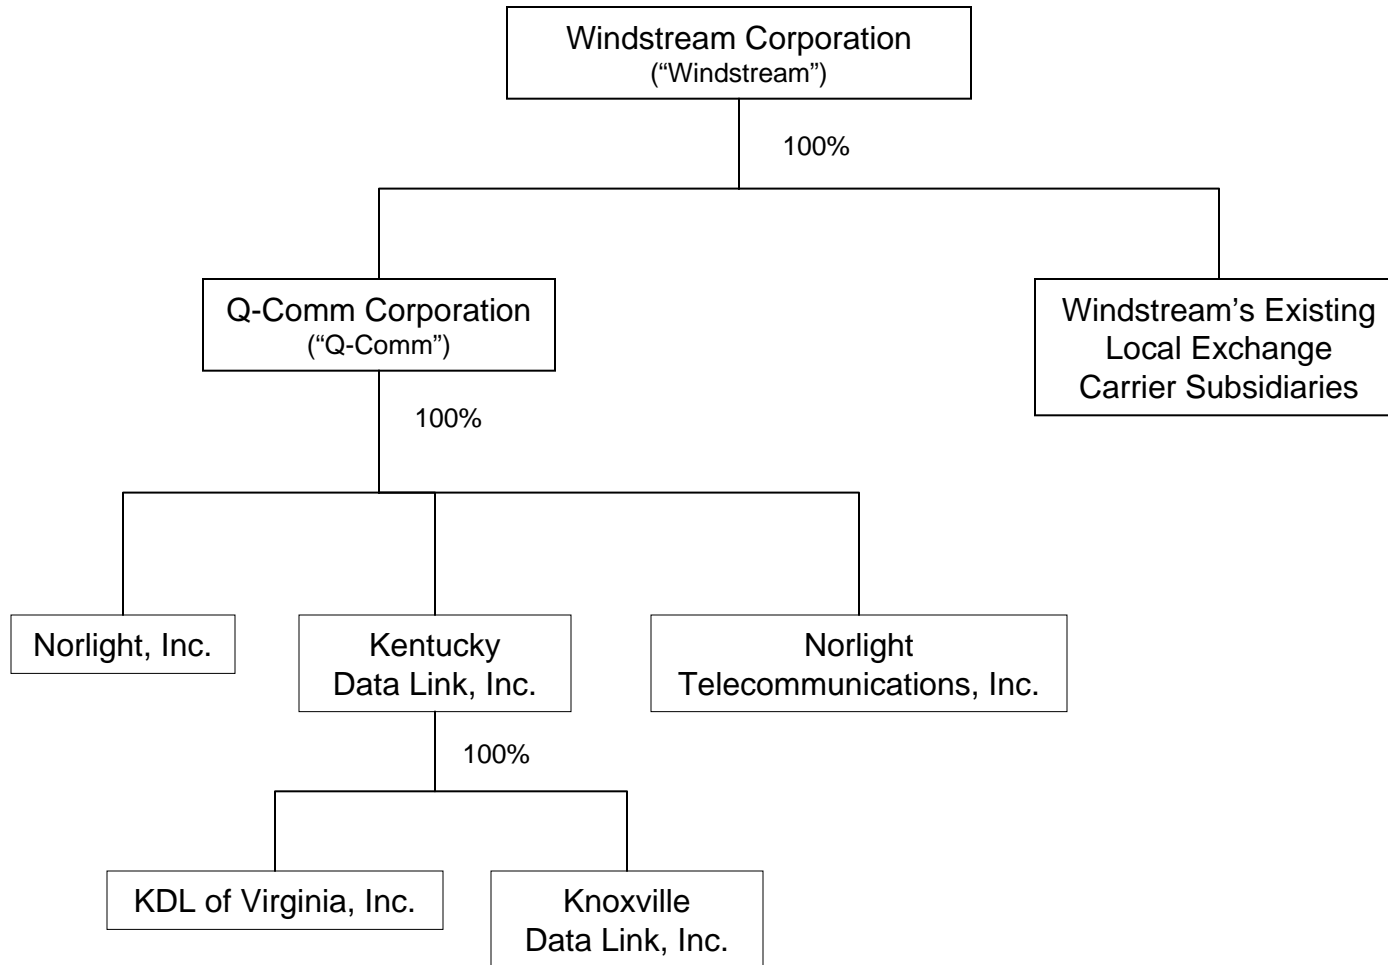 Windstream Corporation
(“Windstream”)
100%
Q-Comm Corporation
(“Q-Comm”)
Windstream’s Existing
Local Exchange
Carrier Subsidiaries
100%
Norlight, Inc.
Kentucky
Data Link, Inc.
Norlight
Telecommunications, Inc.
100%
KDL of Virginia, Inc.
Knoxville
Data Link, Inc.